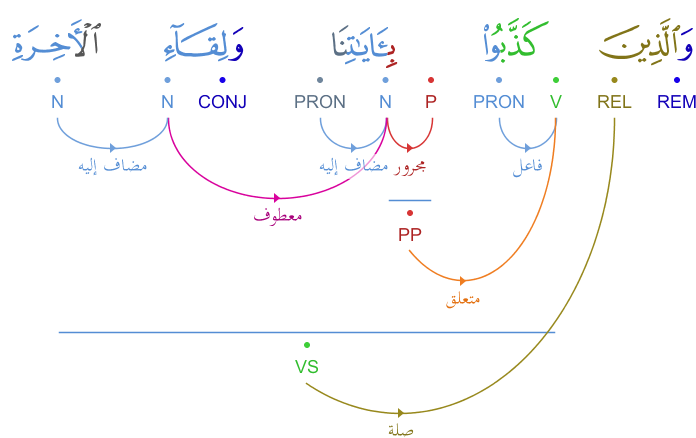 وَٱلَّذِينَ كَذَّبُوا۟ بِـَٔايَـٰتِنَا وَلِقَآءِ ٱلْـَٔاخِرَةِ
REM REL V PRON P N PRON CONJ N N
فاعل مجرور مضاف إليه مضاف إليه
معطوف
PP
متعلق
VS
صلة